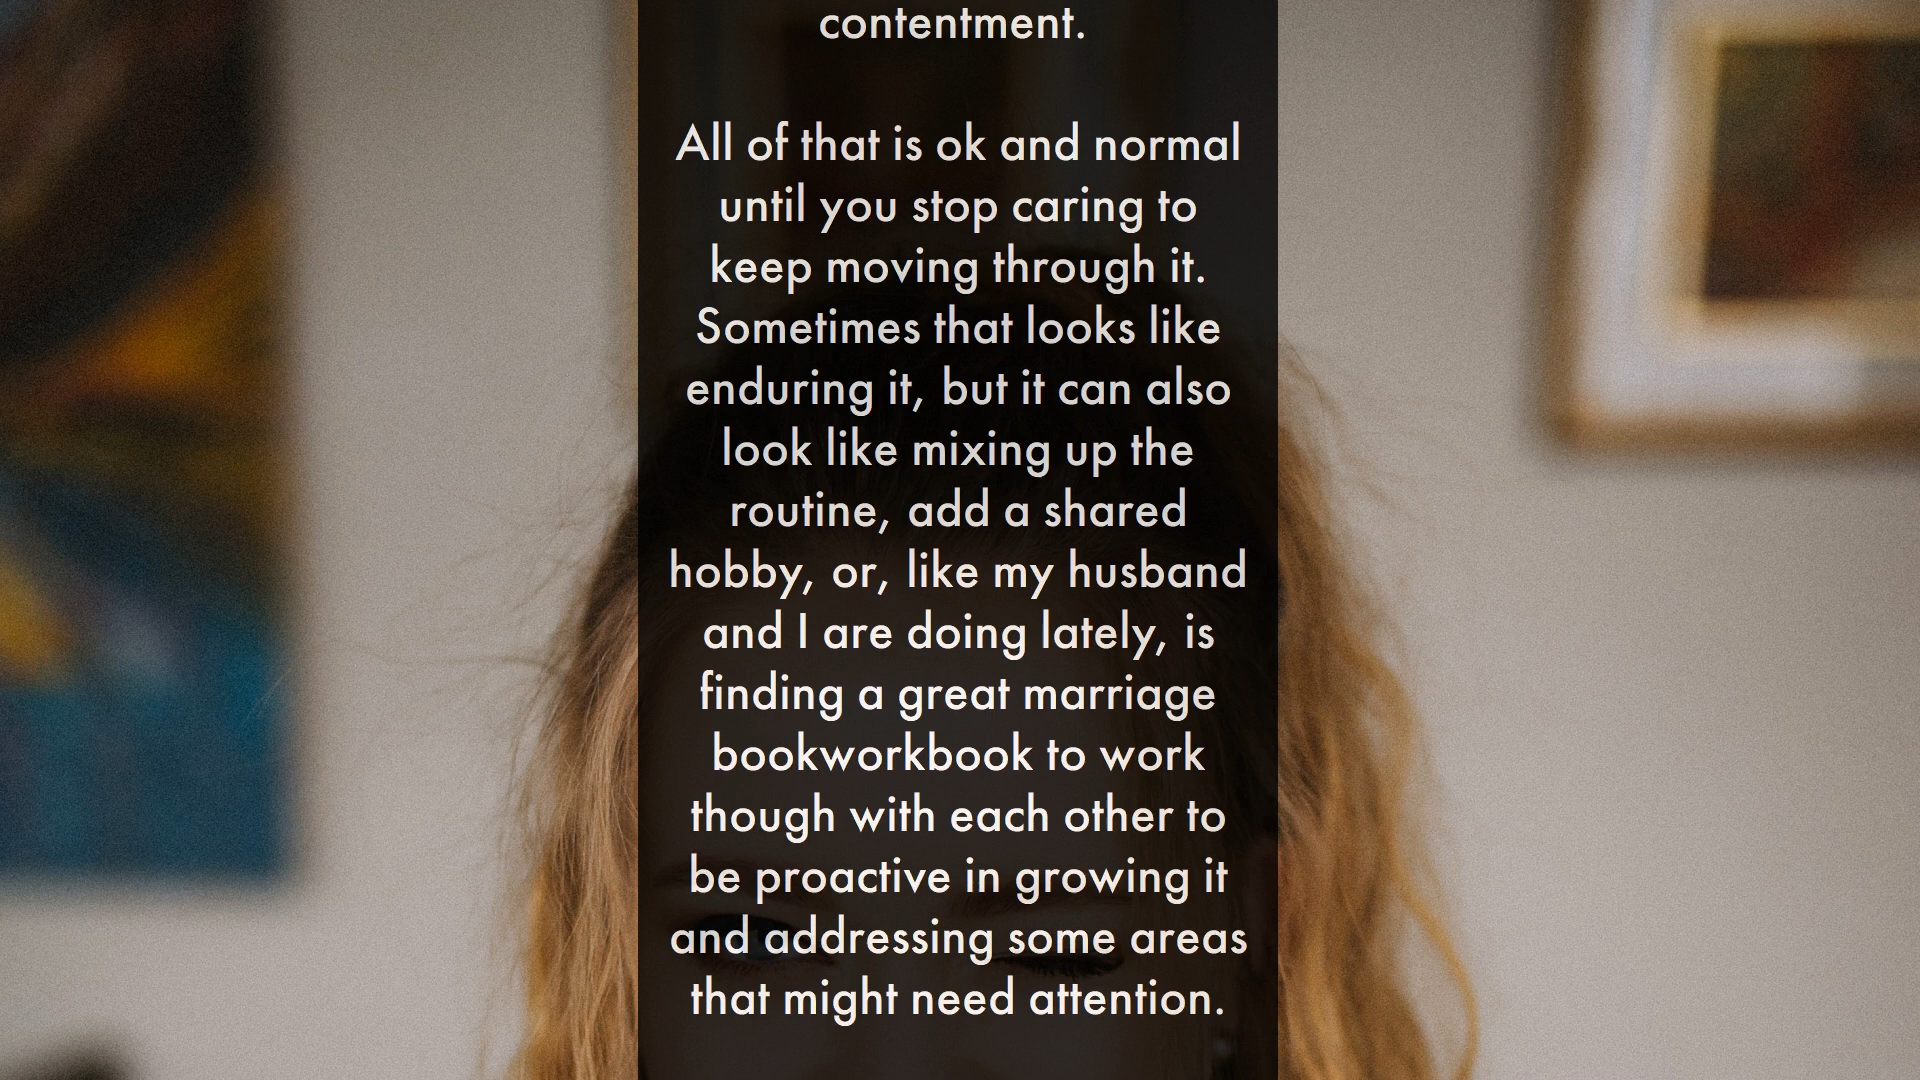 contentment.
All of that is ok and normal
until you stop caring to
keep moving through it.
Sometimes that looks like
enduring it, but it can also
look like mixing up the
routine, add a shared
hobby, or, like my husband
and I are doing lately, is
finding a great marriage
bookworkbook to work
though with each other to
be proactive in growing it
and addressing some areas
that might need attention.